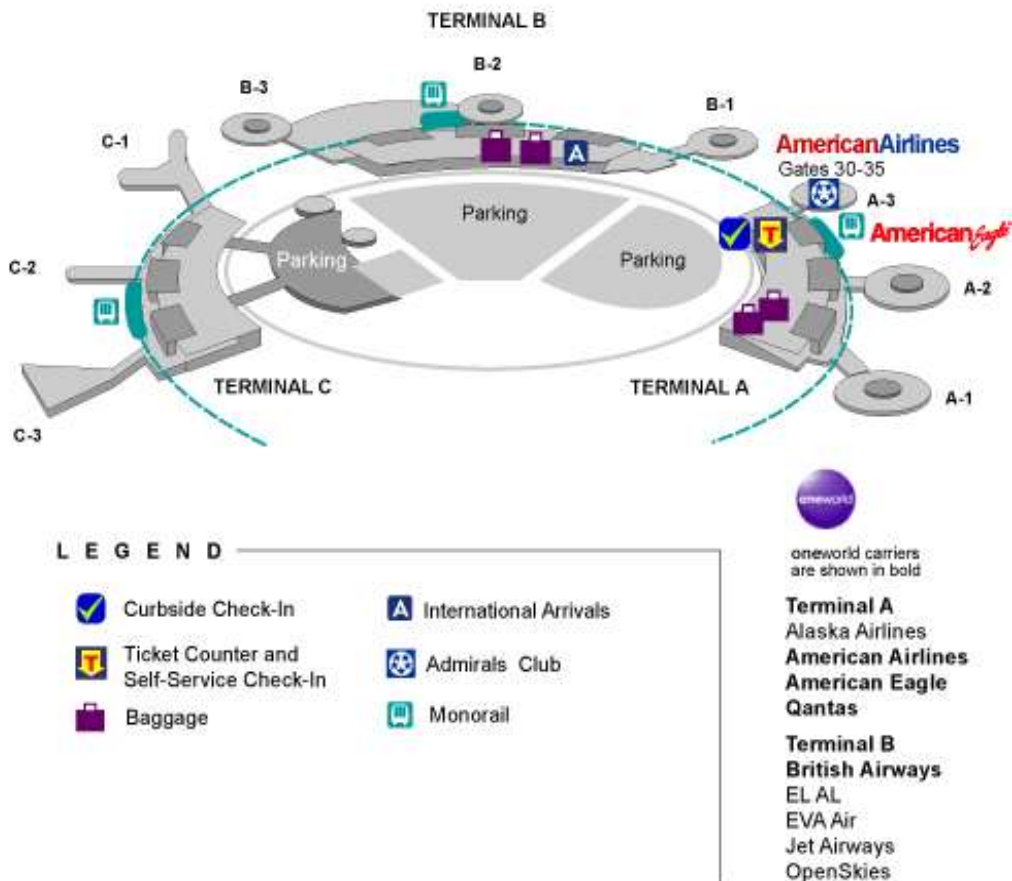 TERMINAL B
B-2
B-3
B-1
C-1
AmericanAirlines
Gates 30-35
A-3
AmericanEagle
Parking
Parking
Parking
C-2
A-2
TERMINAL C
TERMINAL A
A-1
C-3
oneworld
oneworld carriers
are shown in bold
LEGEND
Curbside Check-In
A International Arrivals
T Ticket Counter and
Self-Service Check-In
Admirals Club
Baggage
Monorail
Terminal A
Alaska Airlines
American Airlines
American Eagle
Qantas
Terminal B
British Airways
EL AL
EVA Air
Jet Airways
OpenSkies